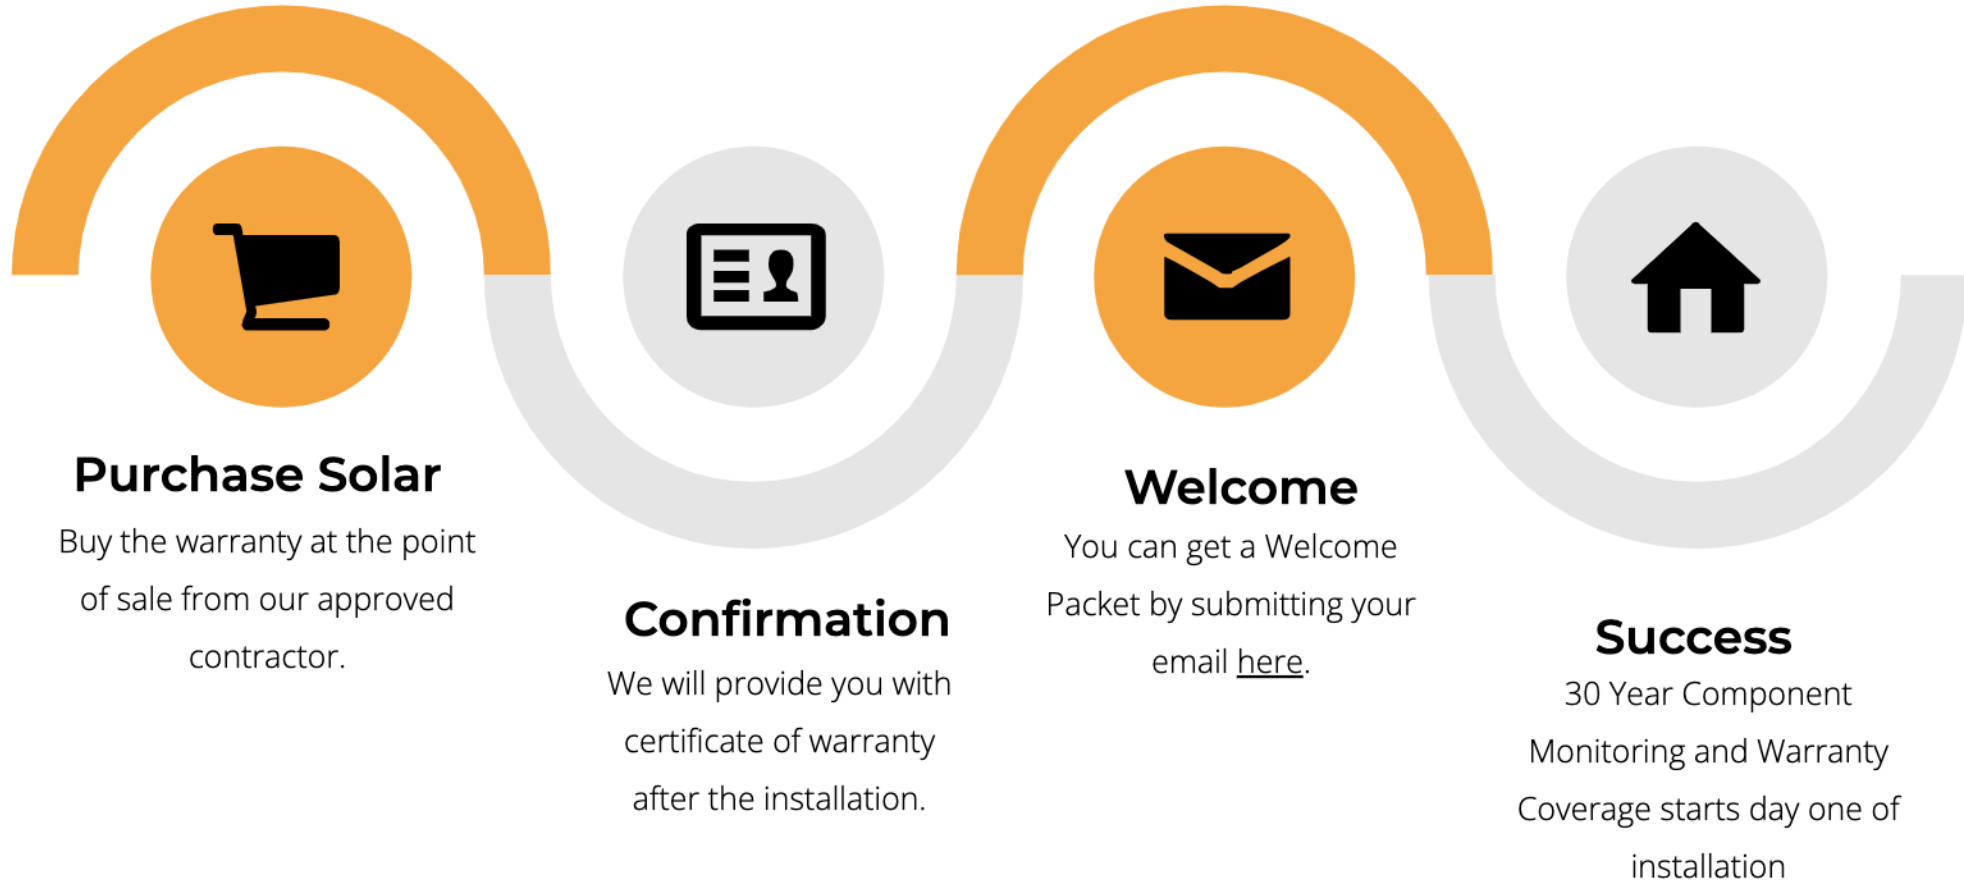 Purchase Solar
Buy the warranty at the point
of sale from our approved
contractor.
Confirmation
We will provide you with
certificate of warranty
after the installation.
Welcome
You can get a Welcome
Packet by submitting your
email here.
Success
30 Year Component
Monitoring and Warranty
Coverage starts day one of
installation